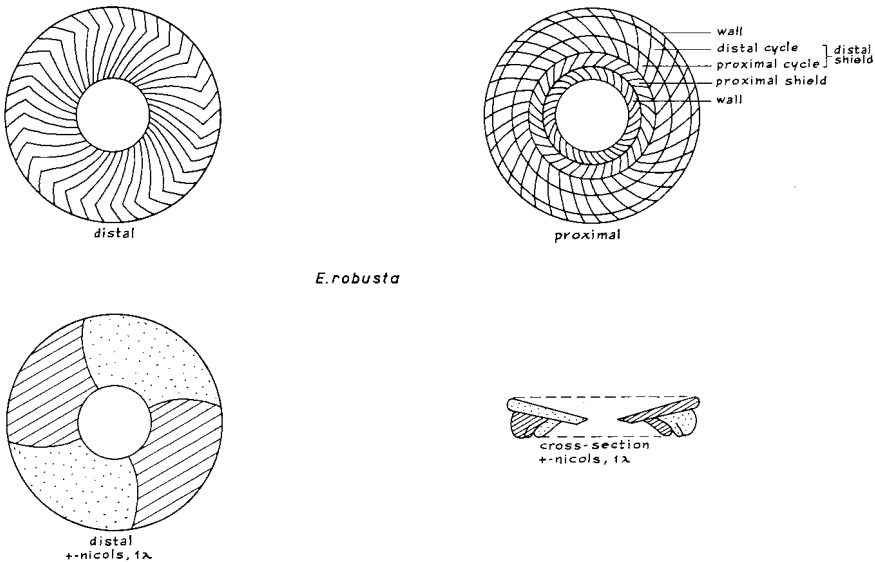 wall
distal cycle
proximal cycle
distal shield
proximal shield
wall
distal
proximal
E. robusta
distal
+-nicols, 1λ
cross-section
+-nicols, 1λ